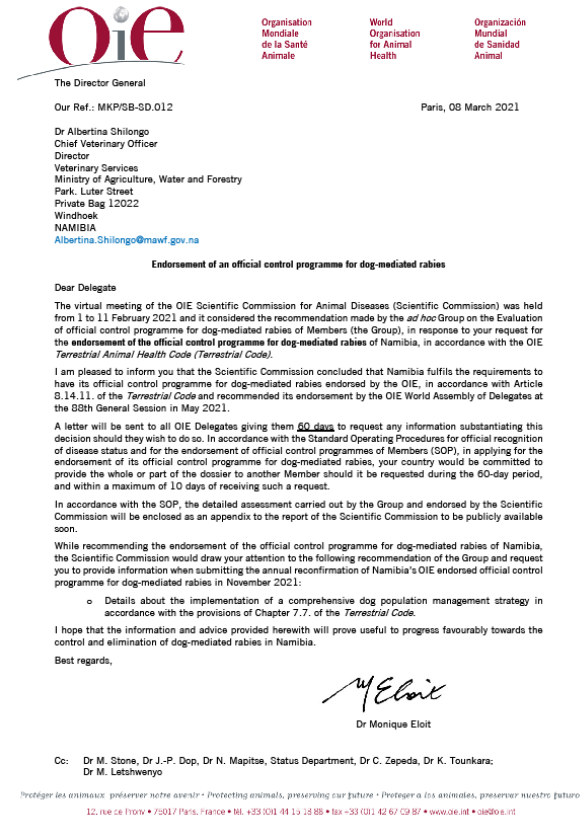 Oie
Organisation
Mondiale
de la Santé
Animale
World
Organisation
for Animal
Health
Organización
Mundial
de Sanidad
Animal
The Director General
Our Ref.: MKP/SB-SD.012
Paris, 08 March 2021
Dr Albertina Shilongo
Chief Veterinary Officer
Director
Veterinary Services
Ministry of Agriculture, Water and Forestry
Park. Luter Street
Private Bag 12022
Windhoek
NAMIBIA
Albertina.Shilongo@mawf.gov.na
Endorsement of an official control programme for dog-mediated rabies
Dear Delegate
The virtual meeting of the OIE Scientific Commission for Animal Diseases (Scientific Commission) was held
from 1 to 11 February 2021 and it considered the recommendation made by the ad hoc Group on the Evaluation
of official control programme for dog-mediated rabies of Members (the Group), in response to your request for
the endorsement of the official control programme for dog-mediated rabies of Namibia, in accordance with the OIE
Terrestrial Animal Health Code (Terrestrial Code).
I am pleased to inform you that the Scientific Commission concluded that Namibia fulfils the requirements to
have its official control programme for dog-mediated rabies endorsed by the OIE, in accordance with Article
8.14.11. of the Terrestrial Code and recommended its endorsement by the OIE World Assembly of Delegates at
the 88th General Session in May 2021.
A letter will be sent to all OIE Delegates giving them 60 days to request any information substantiating this
decision should they wish to do so. In accordance with the Standard Operating Procedures for official recognition
of disease status and for the endorsement of official control programmes of Members (SOP), in applying for the
endorsement of its official control programme for dog-mediated rabies, your country would be committed to
provide the whole or part of the dossier to another Member should it be requested during the 60-day period,
and within a maximum of 10 days of receiving such a request.
In accordance with the SOP, the detailed assessment carried out by the Group and endorsed by the Scientific
Commission will be enclosed as an appendix to the report of the Scientific Commission to be publicly available
soon.
While recommending the endorsement of the official control programme for dog-mediated rabies of Namibia,
the Scientific Commission would draw your attention to the following recommendation of the Group and request
you to provide information when submitting the annual reconfirmation of Namibia's OIE endorsed official control
programme for dog-mediated rabies in November 2021:
o Details about the implementation of a comprehensive dog population management strategy in
accordance with the provisions of Chapter 7.7. of the Terrestrial Code.
I hope that the information and advice provided herewith will prove useful to progress favourably towards the
control and elimination of dog-mediated rabies in Namibia.
Best regards,
M Eloit
Dr Monique Eloit
Cc: Dr M. Stone, Dr J.-P. Dop, Dr N. Mapitse, Status Department, Dr C. Zepeda, Dr K. Tounkara;
Dr M. Letshwenyo
Protéger les animaux, préserver notre avenir • Protecting animals, preserving our future • Proteger a los animales, preservar nuestro futuro
12, rue de Prony • 75017 Paris, France • tél. +33 (0)1 44 15 18 88 • fax +33 (0)1 42 67 09 87 • www.oie.int • oie@oie.int